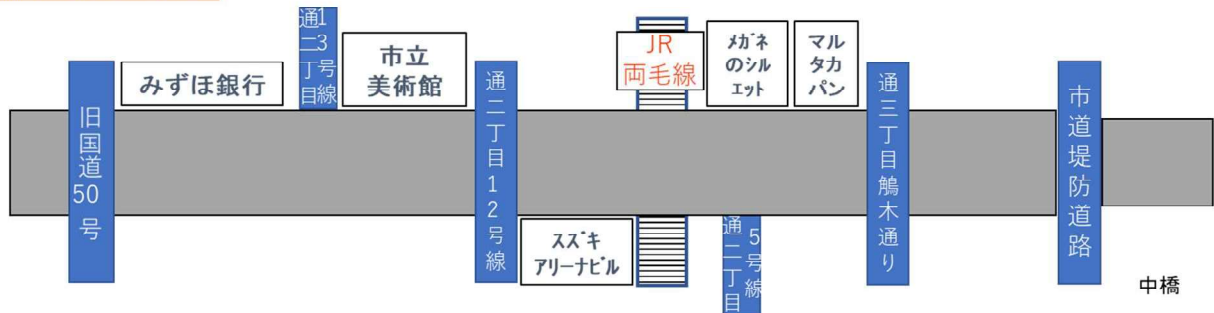 旧国道50号
みずほ銀行
通二丁目
13号線
市立
美術館
通二丁目12号線
スズキ
アリーナビル
JR
両毛線
メガネ
のシル
エット
マル
タカ
パン
通二丁目
5号線
通三丁目鵤木通り
市道堤防道路
中橋